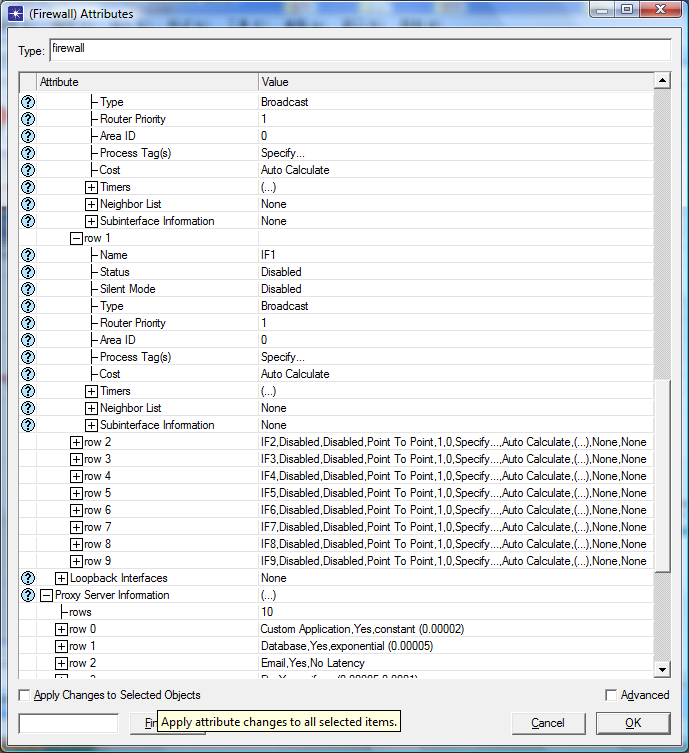 (Firewall) Attributes
Type: firewall
Attribute Value
Type Broadcast
Router Priority 1
Area ID 0
Process Tag(s) Specify...
Cost Auto Calculate
Timers (...)
Neighbor List None
Subinterface Information None
row 1
Name IF1
Status Disabled
Silent Mode Disabled
Type Broadcast
Router Priority 1
Area ID 0
Process Tag(s) Specify...
Cost Auto Calculate
Timers (...)
Neighbor List None
Subinterface Information None
row 2 IF2,Disabled,Disabled,Point To Point,1,0,Specify...,Auto Calculate,(...),None,None
row 3 IF3,Disabled,Disabled,Point To Point,1,0,Specify...,Auto Calculate,(...),None,None
row 4 IF4,Disabled,Disabled,Point To Point,1,0,Specify...,Auto Calculate,(...),None,None
row 5 IF5,Disabled,Disabled,Point To Point,1,0,Specify...,Auto Calculate,(...),None,None
row 6 IF6,Disabled,Disabled,Point To Point,1,0,Specify...,Auto Calculate,(...),None,None
row 7 IF7,Disabled,Disabled,Point To Point,1,0,Specify...,Auto Calculate,(...),None,None
row 8 IF8,Disabled,Disabled,Point To Point,1,0,Specify...,Auto Calculate,(...),None,None
row 9 IF9,Disabled,Disabled,Point To Point,1,0,Specify...,Auto Calculate,(...),None,None
Loopback Interfaces None
Proxy Server Information (...)
rows 10
row 0 Custom Application,Yes,constant (0.00002)
row 1 Database,Yes,exponential (0.00005)
row 2 Email,Yes,No Latency
Apply Changes to Selected Objects Advanced
Apply attribute changes to all selected items. Cancel OK